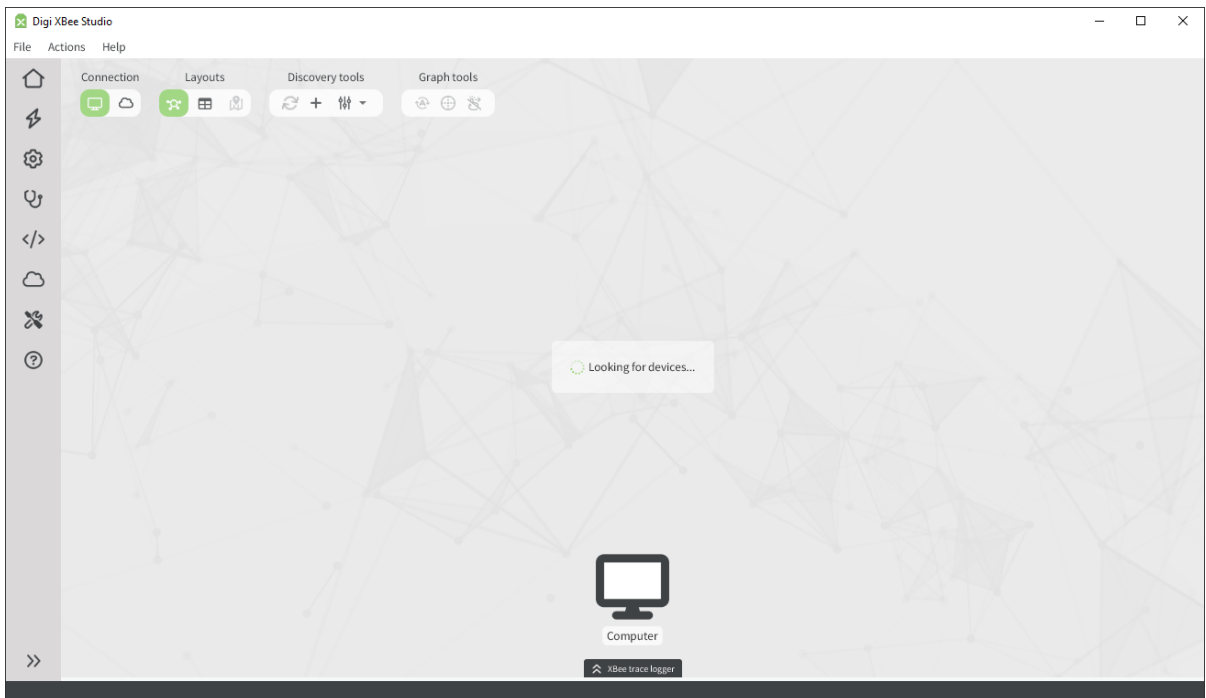 Digi XBee Studio
File Actions Help
Connection Layouts Discovery tools Graph tools
Looking for devices...
Computer
XBee trace logger